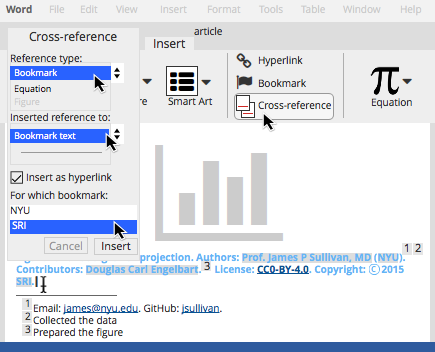 Word File Edit View Insert Format Tools Table Window Help
article
Cross-reference
Insert
Reference type:
Bookmark
Equation
Figure
Inserted reference to:
Bookmark text
Insert as hyperlink
For which bookmark:
NYU
SRI
Cancel Insert
re
Smart Art
Hyperlink
Bookmark
Cross-reference
π
Equation
1 2
projection. Authors: Prof. James P Sullivan, MD (NYU).
Contributors: Douglas Carl Engelbart. 3 License: CC0-BY-4.0. Copyright: ©2015
SRI.
1 Email: james@nyu.edu. GitHub: jsullivan.
2 Collected the data
3 Prepared the figure